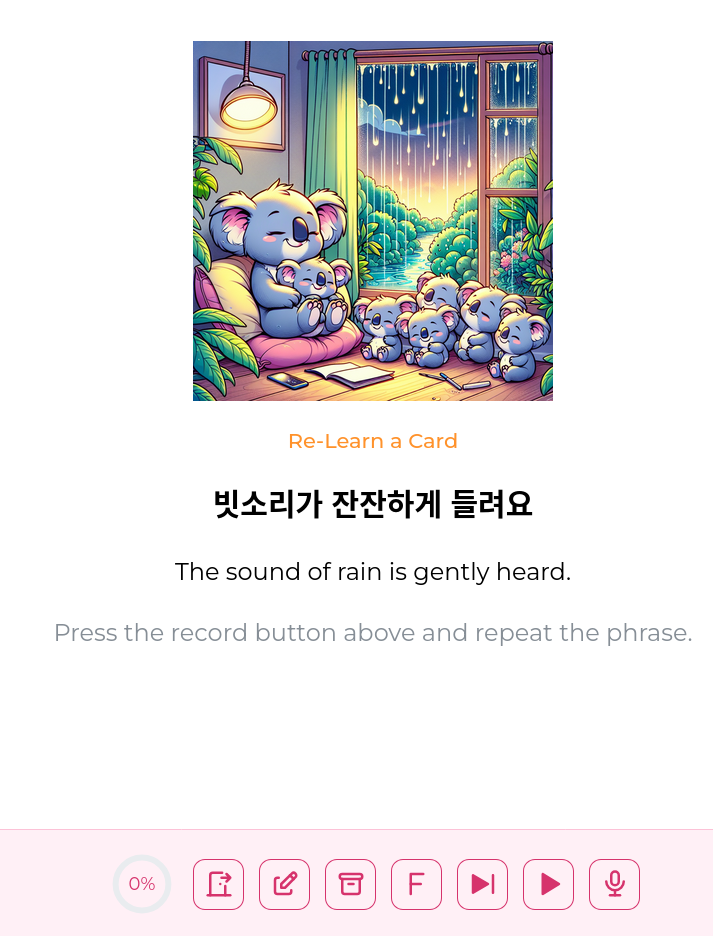 Re-Learn a Card
빗소리가 잔잔하게 들려요
The sound of rain is gently heard.
Press the record button above and repeat the phrase.
0%
F